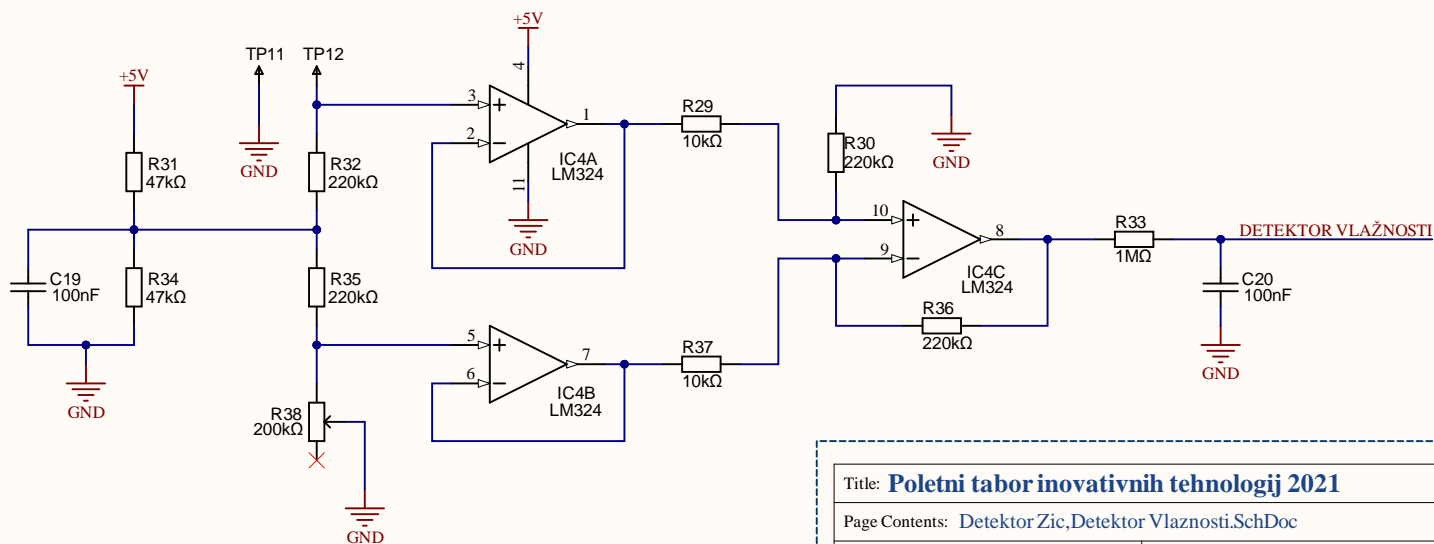 +5V
TP11
TP12
+5V
4
3
1
2
R29
10kΩ
IC4A
LM324
11
GND
GND
R31
47kΩ
R32
220kΩ
R30
220kΩ
GND
10
8
9
IC4C
LM324
R33
1MΩ
DETEKTOR VLAŽNOSTI
C19
100nF
R34
47kΩ
R35
220kΩ
C20
100nF
R36
220kΩ
GND
5
7
6
R37
10kΩ
IC4B
LM324
GND
R38
200kΩ
GND
Title: Poletni tabor inovativnih tehnologij 2021
Page Contents: Detektor Zic,Detektor Vlaznosti.SchDoc